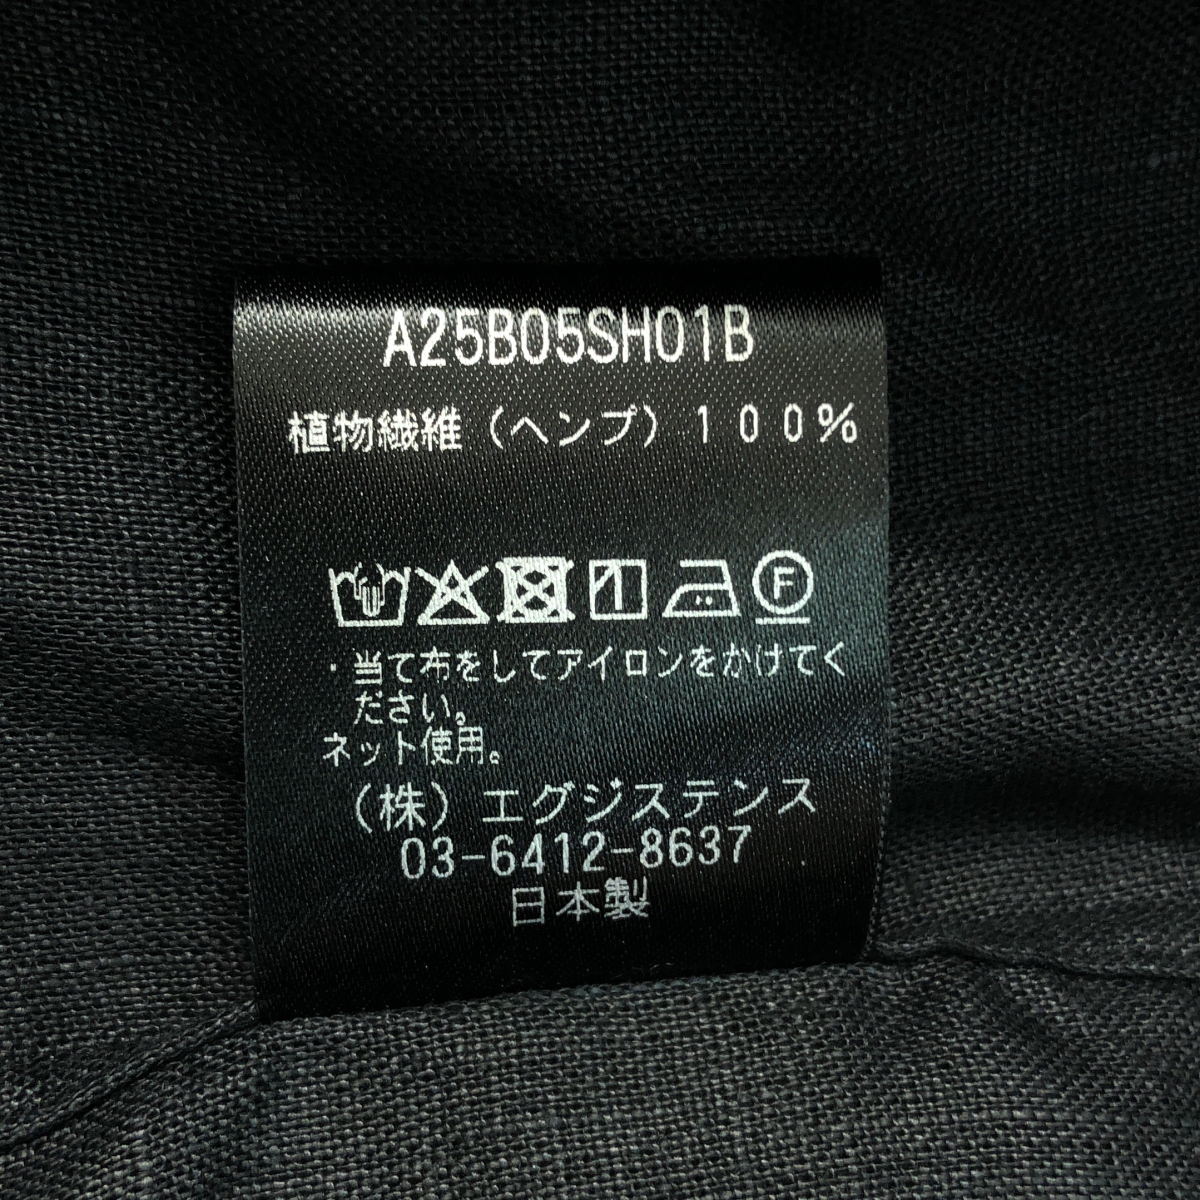 A25B05SH01B
植物繊維（ヘンプ）１００％
F
・当て布をしてアイロンをかけてく
ださい。
ネット使用。
（株）エグジステンス
03-6412-8637
日本製